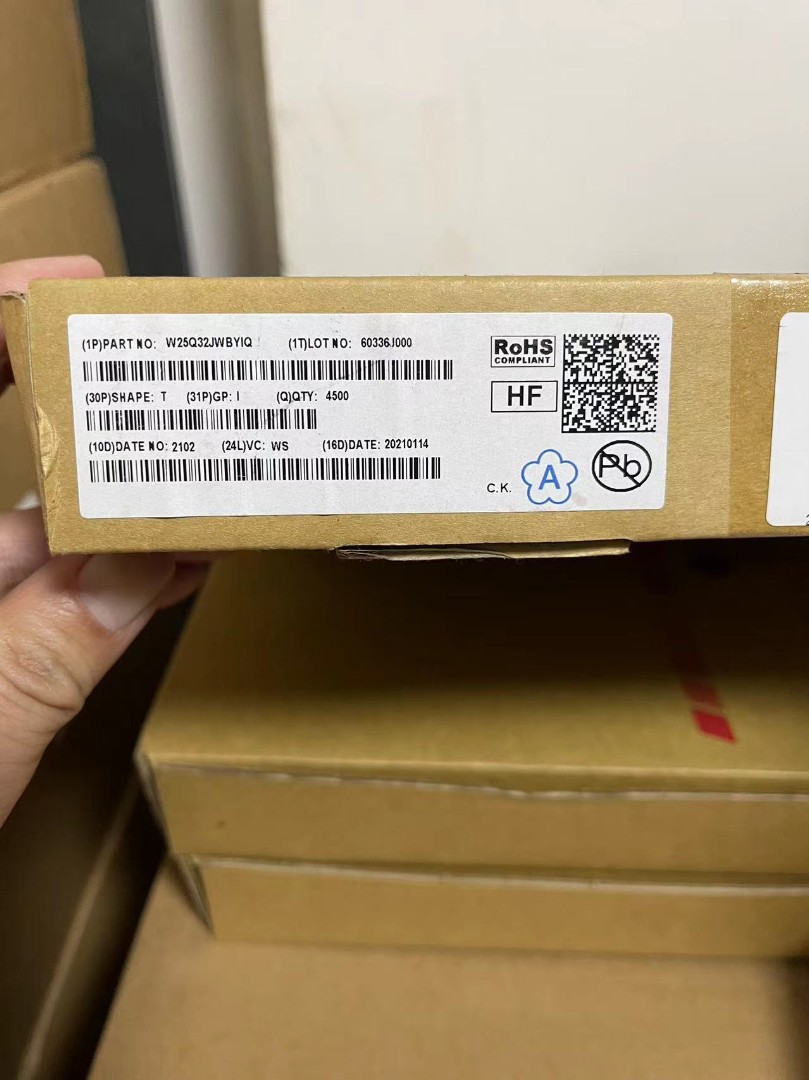 (1P)PART NO: W25Q32JWBYIQ (1T)LOT NO: 60336J000
(30P)SHAPE: T (31P)GP: I (Q)QTY: 4500
(10D)DATE NO: 2102 (24L)VC: WS (16D)DATE: 20210114
RoHS
COMPLIANT
HF
C.K. A
Pb